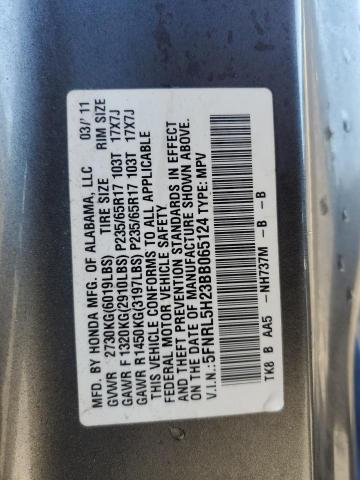 MFD. BY HONDA MFG. OF ALABAMA, LLC 03/'11
GVWR 2730KG(6019LBS) TIRE SIZE RIM SIZE
GAWR F 1320KG(2910LBS) P235/65R17 103T 17X7J
GAWR R 1450KG(3197LBS) P235/65R17 103T 17X7J
THIS VEHICLE CONFORMS TO ALL APPLICABLE
FEDERAL MOTOR VEHICLE SAFETY
AND THEFT PREVENTION STANDARDS IN EFFECT
ON THE DATE OF MANUFACTURE SHOWN ABOVE.
V.I.N.: 5FNRL5H23BB065124 TYPE: MPV
TK8 B AA5 -NH737M -B -B